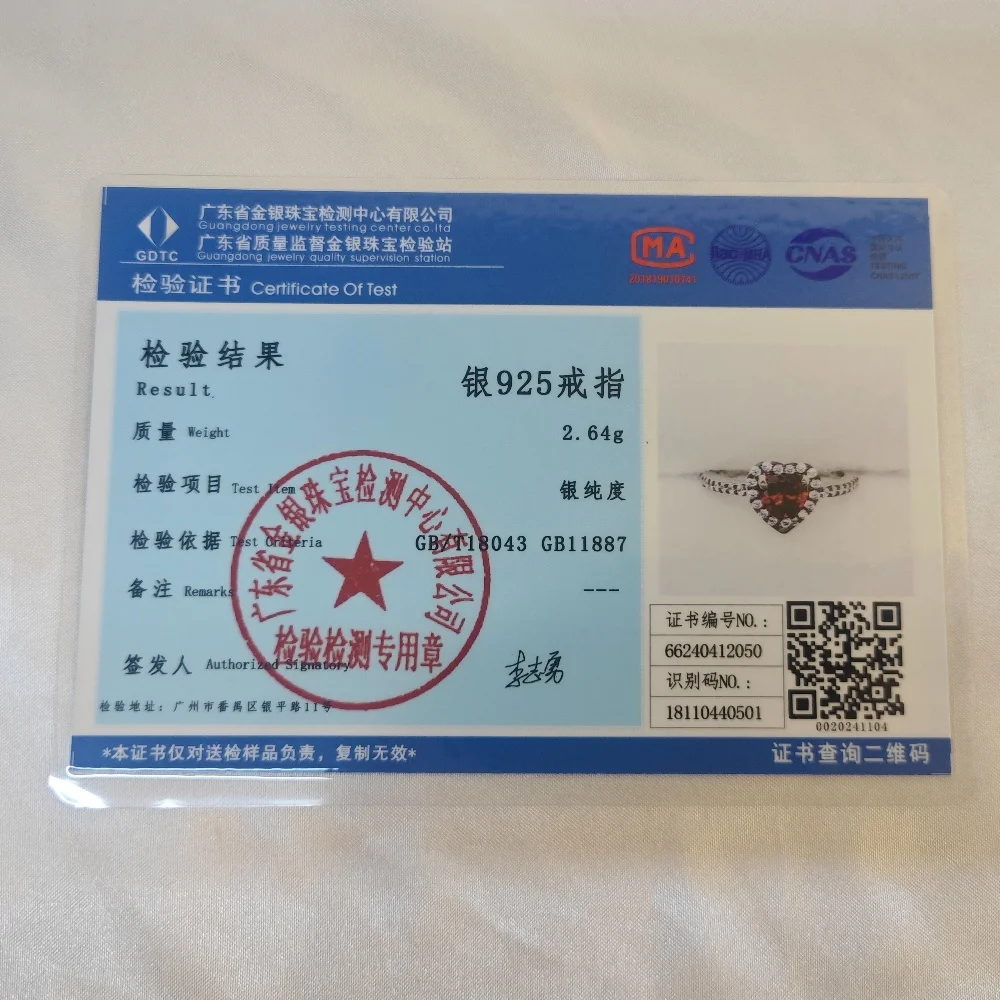 广东省金银珠宝检测中心有限公司
Guangdong jewelry testing center co.ltd
广东省质量监督金银珠宝检验站
Guangdong jewelry quality supervision station
GDTC
检验证书 Certificate Of Test
MA
201819010141
ilac-MRA
CNAS
TESTING
检验结果
Result
银925戒指
质量 Weight 2.64g
检验项目 Test Item 银纯度
检验依据 Test Criteria GB/T18043 GB11887
备注 Remarks ---
签发人 Authorized Signatory 李志勇
检验地址：广州市番禺区银平路11号
广东省金银珠宝检测中心有限公司
检验检测专用章
证书编号NO.：
66240412050
识别码NO.：
18110440501
0020241104
*本证书仅对送检样品负责，复制无效*
证书查询二维码